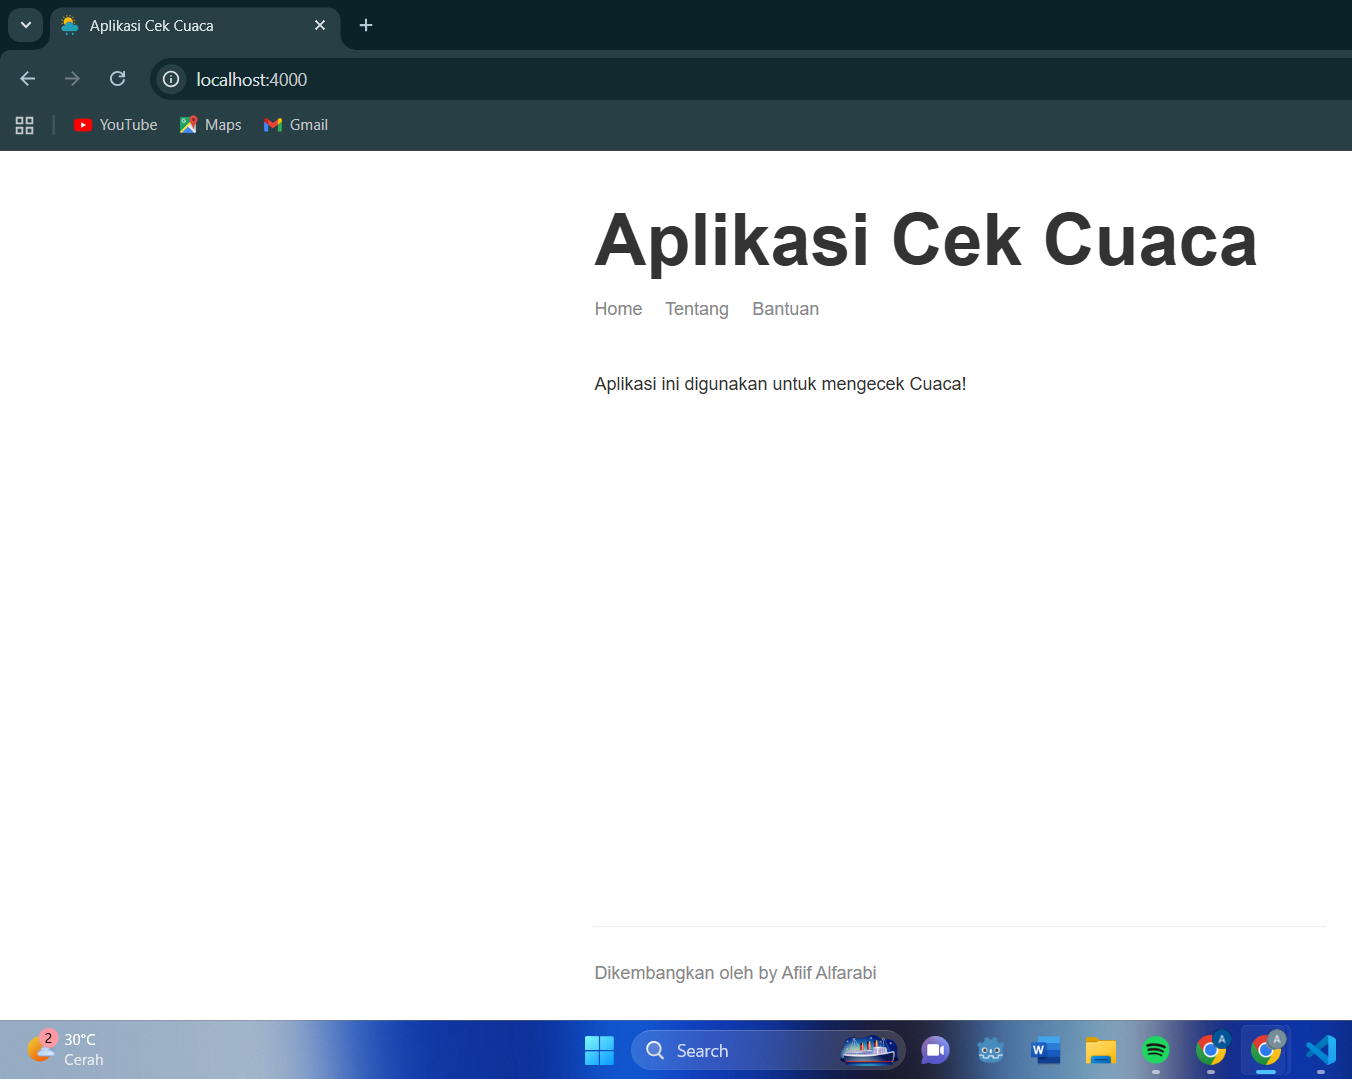 Aplikasi Cek Cuaca
localhost:4000
YouTube Maps Gmail
Aplikasi Cek Cuaca
Home Tentang Bantuan
Aplikasi ini digunakan untuk mengecek Cuaca!
Dikembangkan oleh by Afiif Alfarabi
2
30°C
Cerah
Search
W
A
A